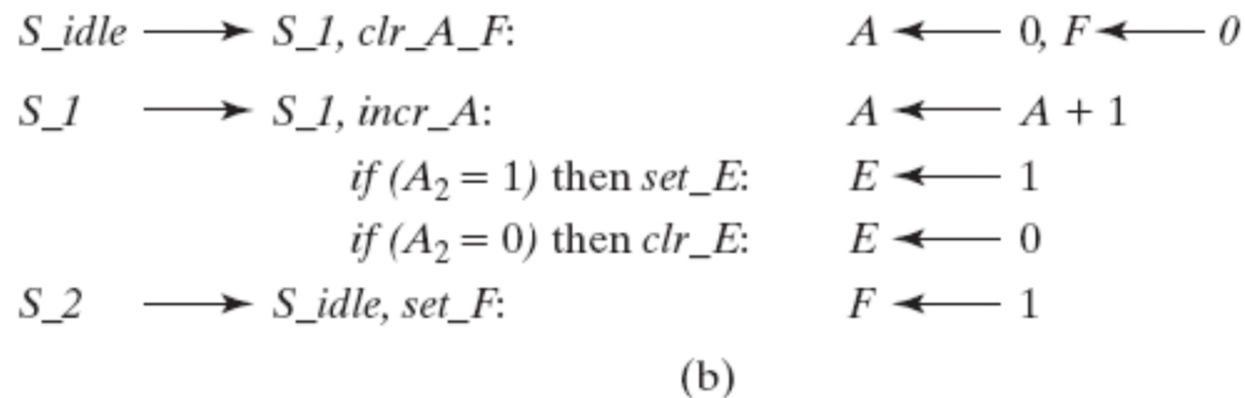 S_idle ⟶ S_1, clr_A_F: A ⟵ 0, F ⟵ 0
S_1 ⟶ S_1, incr_A: A ⟵ A + 1
if (A₂ = 1) then set_E: E ⟵ 1
if (A₂ = 0) then clr_E: E ⟵ 0
S_2 ⟶ S_idle, set_F: F ⟵ 1
(b)